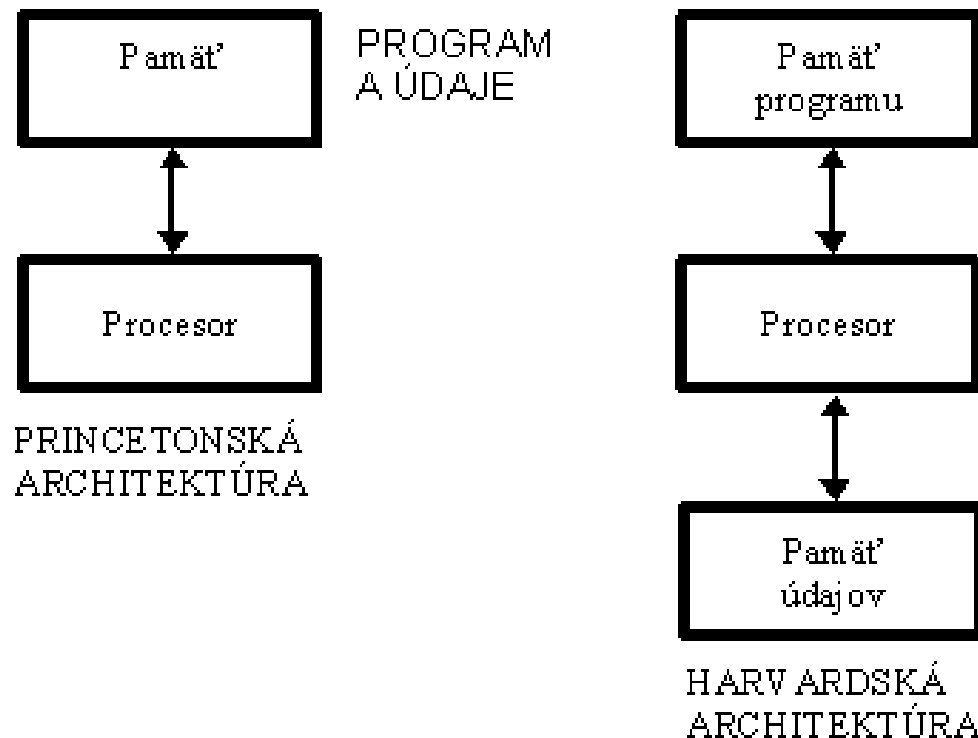 Pamäť
PROGRAM
A ÚDAJE
Procesor
PRINCETONSKÁ
ARCHITEKTÚRA
Pamäť
programu
Procesor
Pamäť
údajov
HARVARDSKÁ
ARCHITEKTÚRA